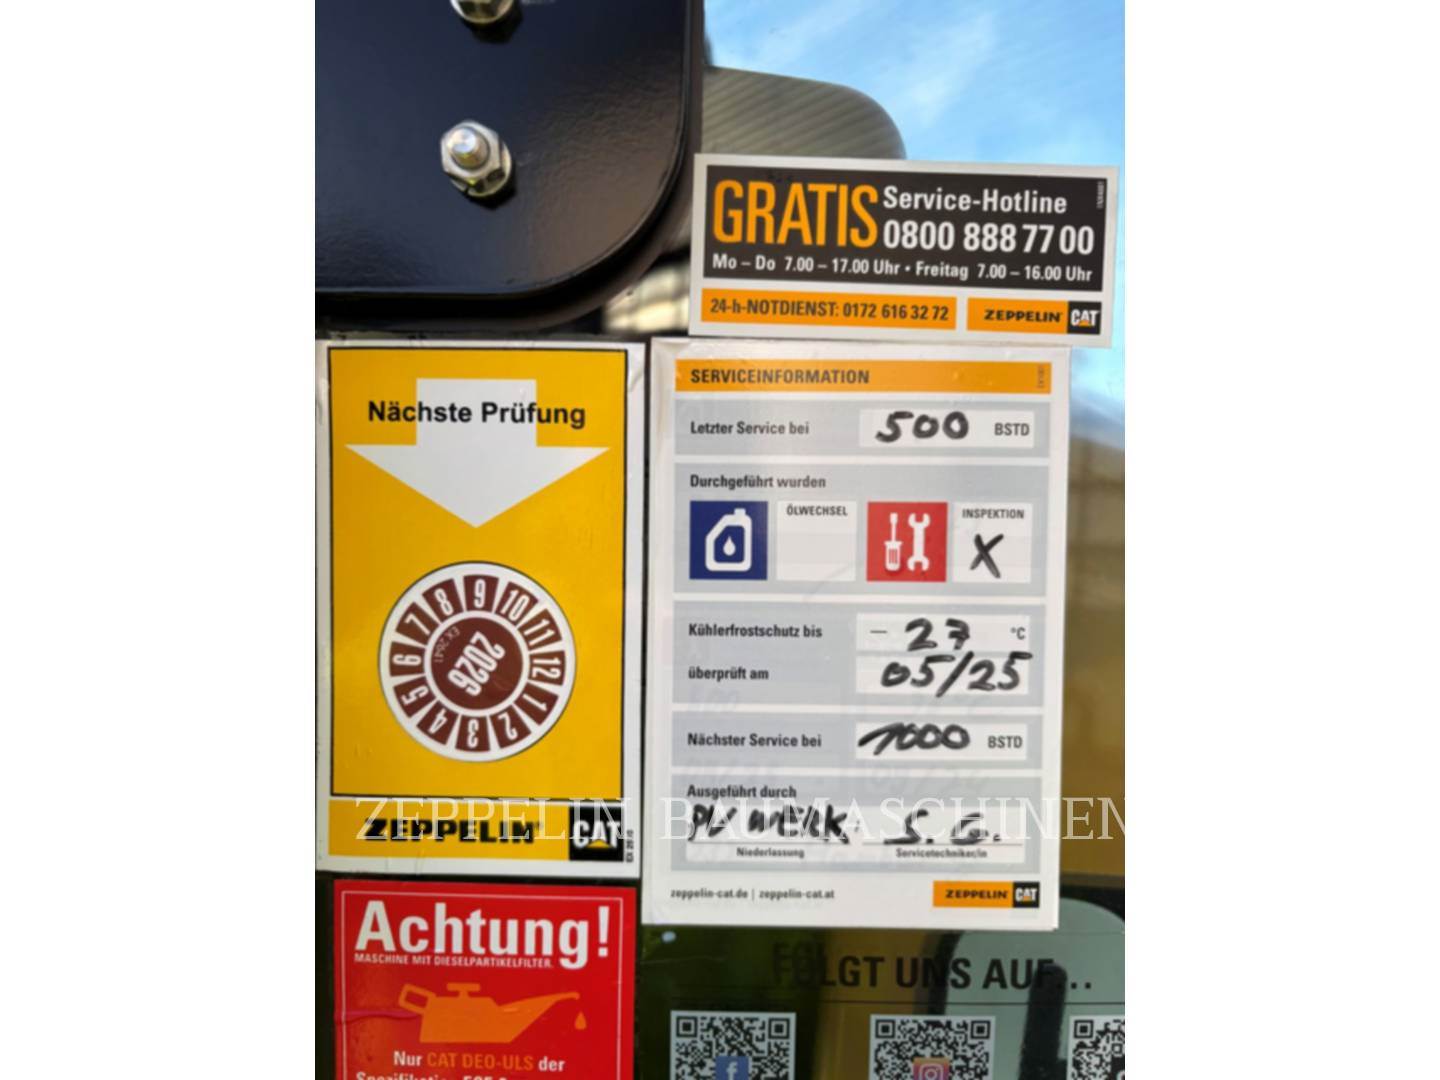 GRATIS Service-Hotline
0800 888 77 00
Mo – Do 7.00 – 17.00 Uhr • Freitag 7.00 – 16.00 Uhr
24-h-NOTDIENST: 0172 616 32 72
ZEPPELIN CAT
Nächste Prüfung
1 2 3 4 5 6 7 8 9 10 11 12
2026
EX 2641
ZEPPELIN CAT
SERVICEINFORMATION
Letzter Service bei 500 BSTD
Durchgeführt wurden
ÖLWECHSEL INSPEKTION
X
Kühlerfrostschutz bis – 27 °C
überprüft am 05/25
Nächster Service bei 1000 BSTD
Ausgeführt durch
S. G.
Niederlassung Servicetechniker/in
zeppelin-cat.de | zeppelin-cat.at
ZEPPELIN CAT
ZEPPELIN BAUMASCHINEN
Achtung!
MASCHINE MIT DIESELPARTIKELFILTER.
Nur CAT DEO-ULS der
FOLGT UNS AUF...